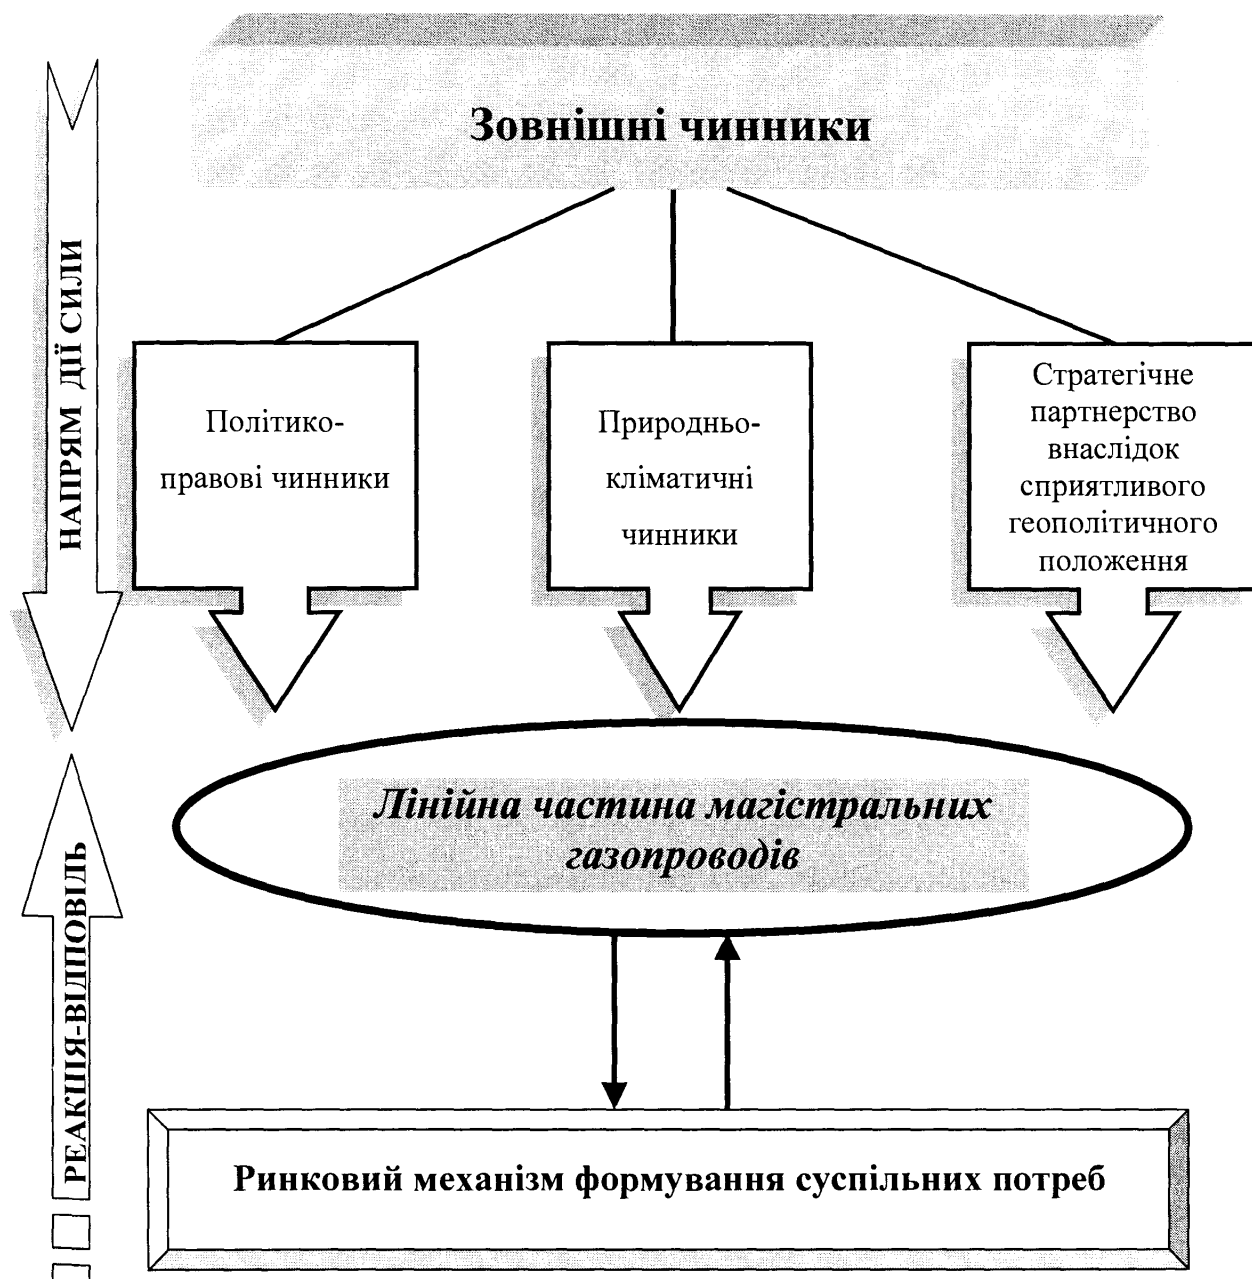 Зовнішні чинники
НАПРЯМ ДІЇ СИЛИ
Політико-
правові чинники
Природньо-
кліматичні
чинники
Стратегічне
партнерство
внаслідок
сприятливого
геополітичного
положення
Лінійна частина магістральних
газопроводів
РЕАКЦІЯ-ВІДПОВІДЬ
Ринковий механізм формування суспільних потреб